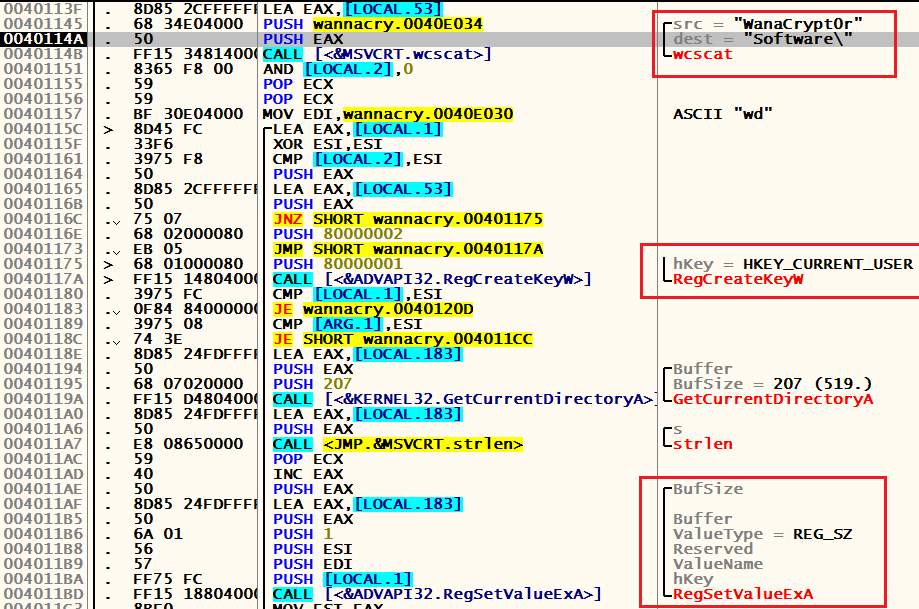 0040113F . 8D85 2CFFFFFF LEA EAX,[LOCAL.53]
00401145 . 68 34E04000 PUSH wannacry.0040E034 src = "WanaCrypt0r"
0040114A . 50 PUSH EAX dest = "Software\"
0040114B . FF15 34814000 CALL [<&MSVCRT.wcscat>] wcscat
00401151 . 8365 F8 00 AND [LOCAL.2],0
00401155 . 59 POP ECX
00401156 . 59 POP ECX
00401157 . BF 30E04000 MOV EDI,wannacry.0040E030 ASCII "wd"
0040115C > 8D45 FC LEA EAX,[LOCAL.1]
0040115F . 33F6 XOR ESI,ESI
00401161 . 3975 F8 CMP [LOCAL.2],ESI
00401164 . 50 PUSH EAX
00401165 . 8D85 2CFFFFFF LEA EAX,[LOCAL.53]
0040116B . 50 PUSH EAX
0040116C . 75 07 JNZ SHORT wannacry.00401175
0040116E . 68 02000080 PUSH 80000002
00401173 . EB 05 JMP SHORT wannacry.0040117A
00401175 > 68 01000080 PUSH 80000001 hKey = HKEY_CURRENT_USER
0040117A > FF15 14804000 CALL [<&ADVAPI32.RegCreateKeyW>] RegCreateKeyW
00401180 . 3975 FC CMP [LOCAL.1],ESI
00401183 . 0F84 84000000 JE wannacry.0040120D
00401189 . 3975 08 CMP [ARG.1],ESI
0040118C . 74 3E JE SHORT wannacry.004011CC
0040118E . 8D85 24FDFFFF LEA EAX,[LOCAL.183]
00401194 . 50 PUSH EAX Buffer
00401195 . 68 07020000 PUSH 207 BufSize = 207 (519.)
0040119A . FF15 D4804000 CALL [<&KERNEL32.GetCurrentDirectoryA>] GetCurrentDirectoryA
004011A0 . 8D85 24FDFFFF LEA EAX,[LOCAL.183]
004011A6 . 50 PUSH EAX s
004011A7 . E8 08650000 CALL <JMP.&MSVCRT.strlen> strlen
004011AC . 59 POP ECX
004011AD . 40 INC EAX
004011AE . 50 PUSH EAX BufSize
004011AF . 8D85 24FDFFFF LEA EAX,[LOCAL.183]
004011B5 . 50 PUSH EAX Buffer
004011B6 . 6A 01 PUSH 1 ValueType = REG_SZ
004011B8 . 56 PUSH ESI Reserved
004011B9 . 57 PUSH EDI ValueName
004011BA . FF75 FC PUSH [LOCAL.1] hKey
004011BD . FF15 18804000 CALL [<&ADVAPI32.RegSetValueExA>] RegSetValueExA